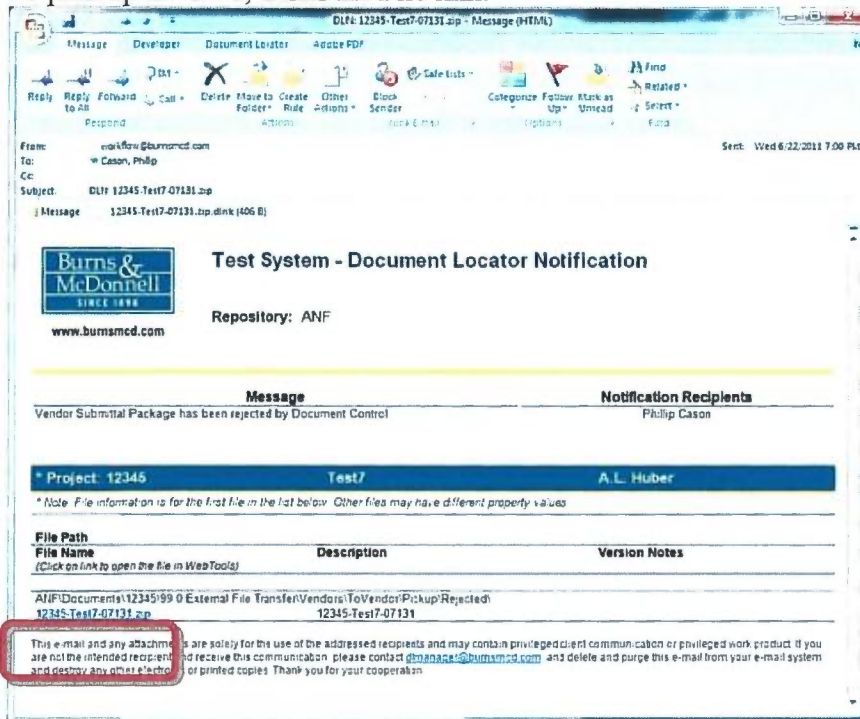 DLN: 12345-Test7-07131.zip - Message (HTML)
Message Developer Document Locator Adobe PDF
Reply Reply to All Forward Call
Delete Move to Folder Create Rule Other Actions
Block Sender Safe Lists
Categorize Follow Up Mark as Unread
Find
Related
Select
Respond Actions Junk E-mail Options Find
From: workflow@burnsmcd.com Sent: Wed 6/22/2011 7:00 PM
To: Cason, Phillip
Cc:
Subject: DLN: 12345-Test7-07131.zip
Message 12345-Test7-07131.zip.dlink (406 B)
Burns & McDonnell
SINCE 1898
www.burnsmcd.com
Test System - Document Locator Notification
Repository: ANF
Message Notification Recipients
Vendor Submittal Package has been rejected by Document Control Phillip Cason
* Project: 12345 Test7 A.L. Huber
* Note: File information is for the first file in the list below. Other files may have different property values
File Path
File Name Description Version Notes
(Click on link to open the file in WebTools)
ANF\Documents\12345\99.0 External File Transfer\Vendors\ToVendor\Pickup\Rejected\
12345-Test7-07131.zip 12345-Test7-07131
This e-mail and any attachments are solely for the use of the addressed recipients and may contain privileged client communication or privileged work product. If you
are not the intended recipient and receive this communication, please contact dlmanager@burnsmcd.com and delete and purge this e-mail from your e-mail system
and destroy any other electronic or printed copies. Thank you for your cooperation.